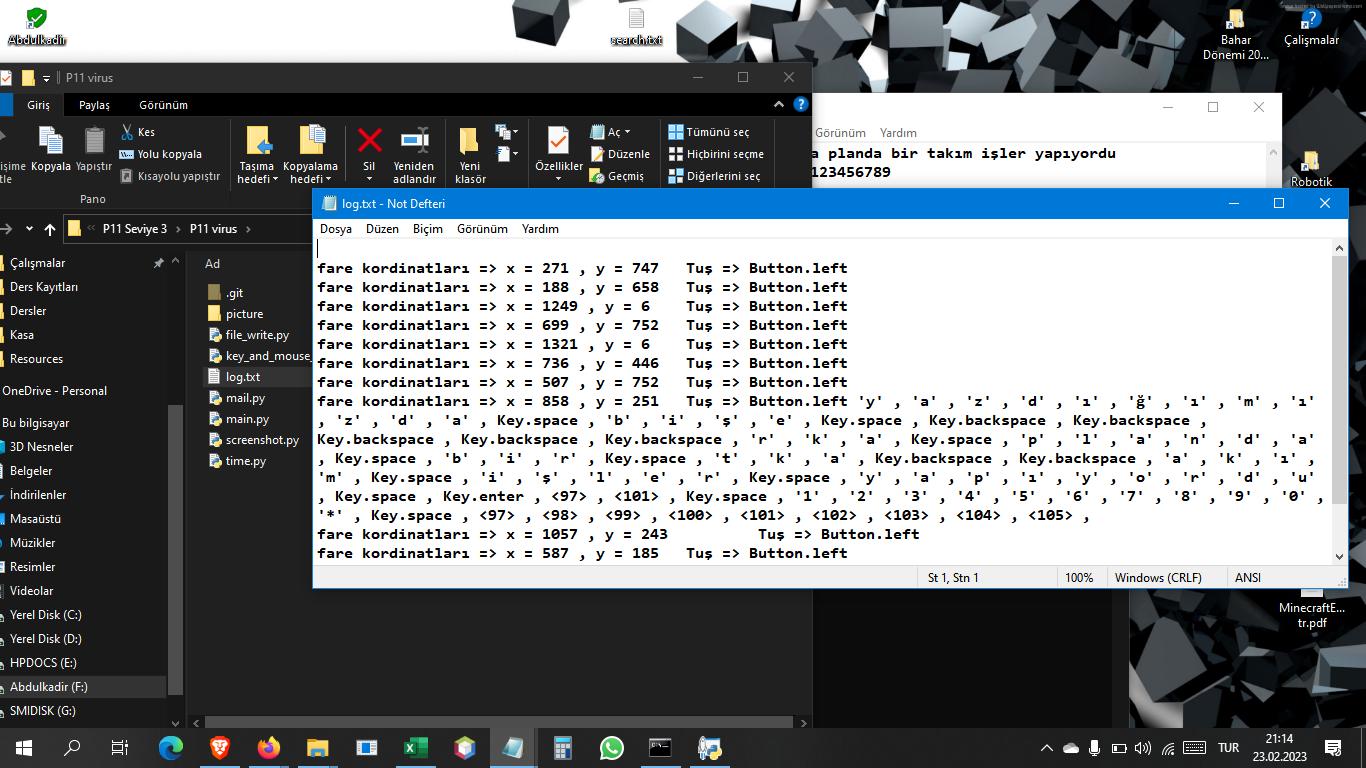 Abdulkadir
search.txt
Bahar
Dönemi 20...
Çalişmalar
P11 virus
Giriş
Paylaş
Görünüm
Kopyala
Yapıştır
Kes
Yolu kopyala
Kısayolu yapıştır
Pano
Taşıma
hedefi
Kopyalama
hedefi
Sil
Yeniden
adlandır
Yeni
klasör
Özellikler
Aç
Düzenle
Geçmiş
Tümünü seç
Hiçbirini seçme
Diğerlerini seç
Görünüm Yardım
a planda bir takım işler yapıyordu
123456789
Robotik
P11 Seviye 3 > P11 virus >
log.txt - Not Defteri
Dosya Düzen Biçim Görünüm Yardım
fare kordinatları => x = 271 , y = 747 Tuş => Button.left
fare kordinatları => x = 188 , y = 658 Tuş => Button.left
fare kordinatları => x = 1249 , y = 6 Tuş => Button.left
fare kordinatları => x = 699 , y = 752 Tuş => Button.left
fare kordinatları => x = 1321 , y = 6 Tuş => Button.left
fare kordinatları => x = 736 , y = 446 Tuş => Button.left
fare kordinatları => x = 507 , y = 752 Tuş => Button.left
fare kordinatları => x = 858 , y = 251 Tuş => Button.left 'y' , 'a' , 'z' , 'd' , 'ı' , 'ğ' , 'ı' , 'm' , 'ı'
, 'z' , 'd' , 'a' , Key.space , 'b' , 'i' , 'ş' , 'e' , Key.space , Key.backspace , Key.backspace ,
Key.backspace , Key.backspace , Key.backspace , 'r' , 'k' , 'a' , Key.space , 'p' , 'l' , 'a' , 'n' , 'd' , 'a'
, Key.space , 'b' , 'i' , 'r' , Key.space , 't' , 'k' , 'a' , Key.backspace , Key.backspace , 'a' , 'k' , 'ı' ,
'm' , Key.space , 'i' , 'ş' , 'l' , 'e' , 'r' , Key.space , 'y' , 'a' , 'p' , 'ı' , 'y' , 'o' , 'r' , 'd' , 'u'
, Key.space , Key.enter , <97> , <101> , Key.space , '1' , '2' , '3' , '4' , '5' , '6' , '7' , '8' , '9' , '0' ,
'*' , Key.space , <97> , <98> , <99> , <100> , <101> , <102> , <103> , <104> , <105> ,
fare kordinatları => x = 1057 , y = 243 Tuş => Button.left
fare kordinatları => x = 587 , y = 185 Tuş => Button.left
St 1, Stn 1
100%
Windows (CRLF)
ANSI
Çalışmalar
Ders Kayıtları
Dersler
Kasa
Resources
OneDrive - Personal
Bu bilgisayar
3D Nesneler
Belgeler
İndirilenler
Masaüstü
Müzikler
Resimler
Videolar
Yerel Disk (C:)
Yerel Disk (D:)
HPDOCS (E:)
Abdulkadir (F:)
SMIDISK (G:)
Ad
.git
picture
file_write.py
key_and_mouse_
log.txt
mail.py
main.py
screenshot.py
time.py
MinecraftE...
tr.pdf
TUR
21:14
23.02.2023